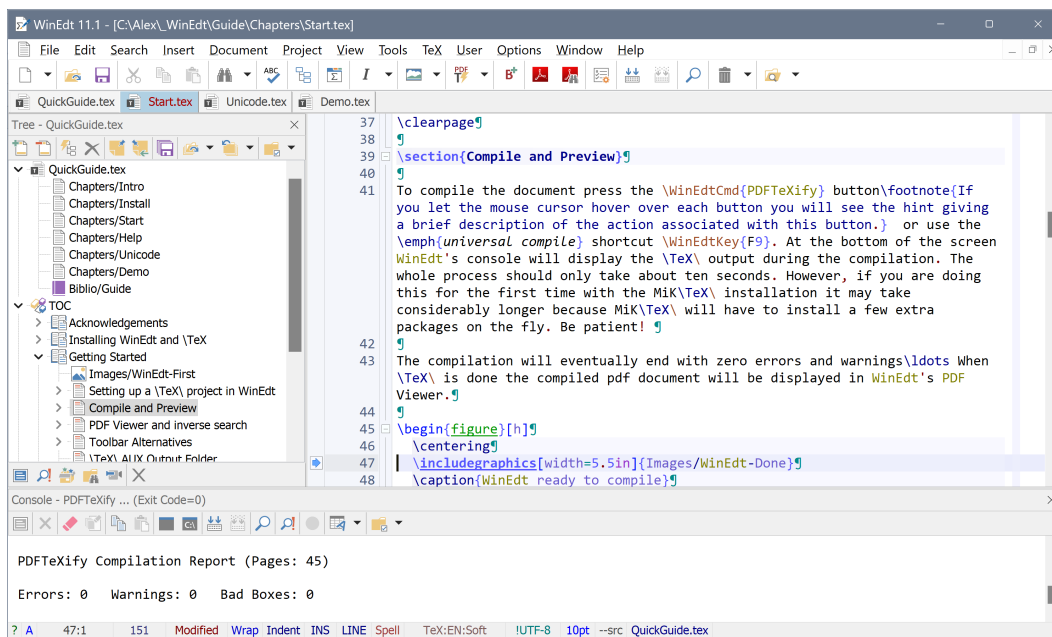 WinEdt 11.1 - [C:\Alex\_WinEdt\Guide\Chapters\Start.tex]
File Edit Search Insert Document Project View Tools TeX User Options Window Help
QuickGuide.tex Start.tex Unicode.tex Demo.tex
Tree - QuickGuide.tex
QuickGuide.tex
Chapters/Intro
Chapters/Install
Chapters/Start
Chapters/Help
Chapters/Unicode
Chapters/Demo
Biblio/Guide
TOC
Acknowledgements
Installing WinEdt and \TeX
Getting Started
Images/WinEdt-First
Setting up a \TeX\ project in WinEdt
Compile and Preview
PDF Viewer and inverse search
Toolbar Alternatives
\TeX\ AUX Output Folder
37 \clearpage¶
38 ¶
39 \section{Compile and Preview}¶
40 ¶
41 To compile the document press the \WinEdtCmd{PDFTeXify} button\footnote{If
you let the mouse cursor hover over each button you will see the hint giving
a brief description of the action associated with this button.}  or use the
\emph{universal compile} shortcut \WinEdtKey{F9}. At the bottom of the screen
WinEdt's console will display the \TeX\ output during the compilation. The
whole process should only take about ten seconds. However, if you are doing
this for the first time with the MiK\TeX\ installation it may take
considerably longer because MiK\TeX\ will have to install a few extra
packages on the fly. Be patient! ¶
42 ¶
43 The compilation will eventually end with zero errors and warnings\ldots When
\TeX\ is done the compiled pdf document will be displayed in WinEdt's PDF
Viewer.¶
44 ¶
45 \begin{figure}[h]¶
46 \centering¶
47 \includegraphics[width=5.5in]{Images/WinEdt-Done}¶
48 \caption{WinEdt ready to compile}¶
Console - PDFTeXify ... (Exit Code=0)
PDFTeXify Compilation Report (Pages: 45)
Errors: 0   Warnings: 0   Bad Boxes: 0
? A 47:1 151 Modified Wrap Indent INS LINE Spell TeX:EN:Soft !UTF-8 10pt --src QuickGuide.tex